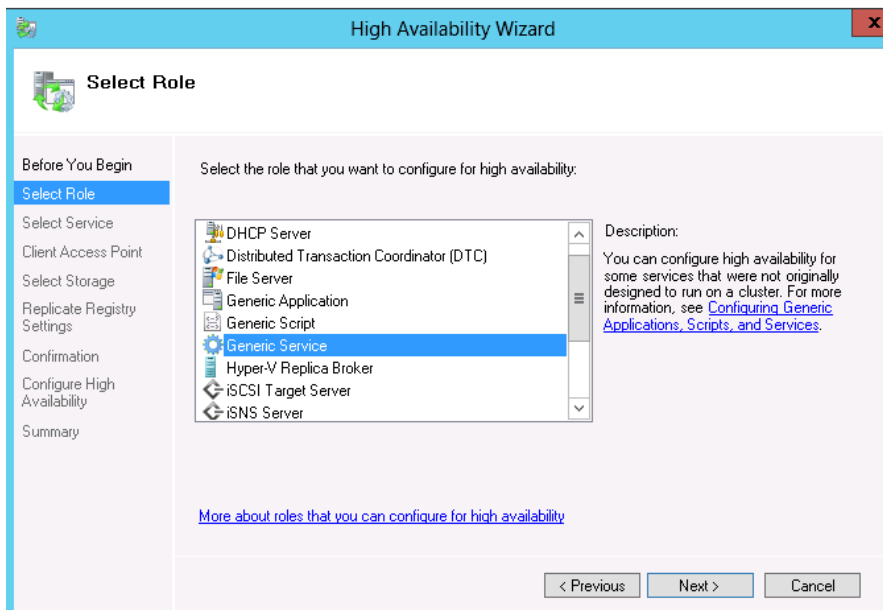 High Availability Wizard
x
Select Role
Before You Begin
Select Role
Select Service
Client Access Point
Select Storage
Replicate Registry
Settings
Confirmation
Configure High
Availability
Summary
Select the role that you want to configure for high availability:
DHCP Server
Distributed Transaction Coordinator (DTC)
File Server
Generic Application
Generic Script
Generic Service
Hyper-V Replica Broker
iSCSI Target Server
iSNS Server
Description:
You can configure high availability for
some services that were not originally
designed to run on a cluster. For more
information, see Configuring Generic
Applications, Scripts, and Services.
More about roles that you can configure for high availability
< Previous
Next >
Cancel